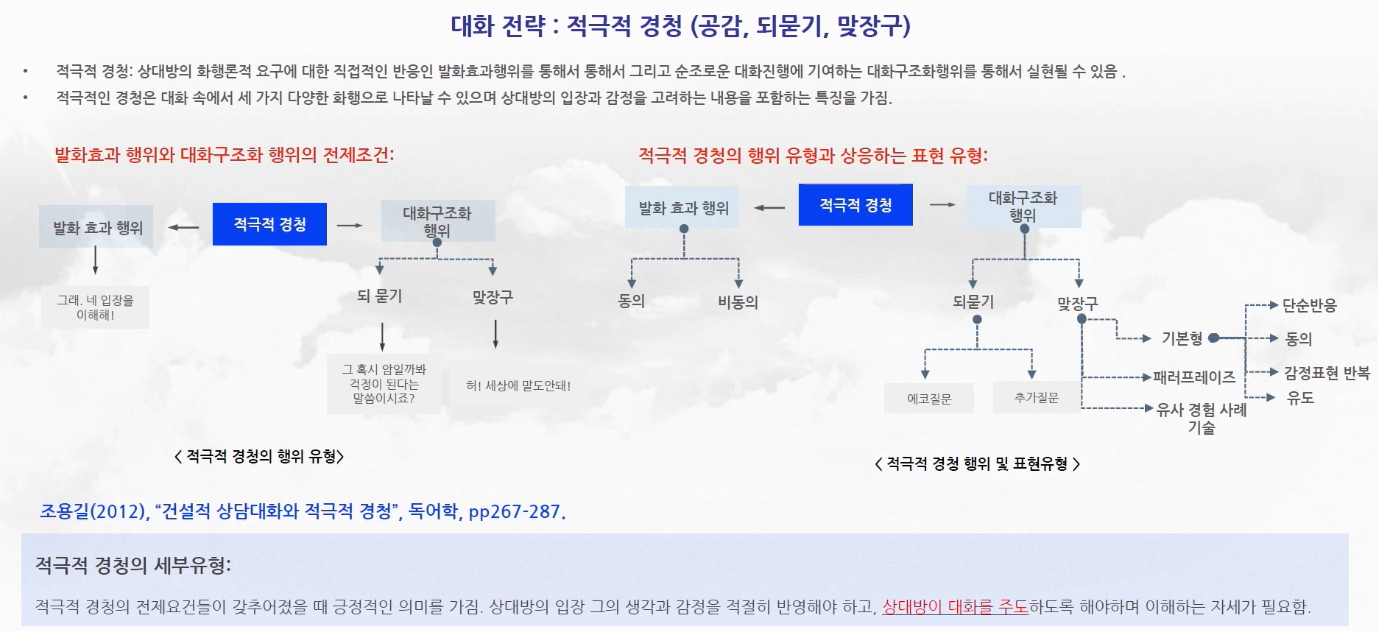 대화 전략 : 적극적 경청 (공감, 되묻기, 맞장구)
• 적극적 경청: 상대방의 화행론적 요구에 대한 직접적인 반응인 발화효과행위를 통해서 통해서 그리고 순조로운 대화진행에 기여하는 대화구조화행위를 통해서 실현될 수 있음 .
• 적극적인 경청은 대화 속에서 세 가지 다양한 화행으로 나타날 수 있으며 상대방의 입장과 감정을 고려하는 내용을 포함하는 특징을 가짐.
발화효과 행위와 대화구조화 행위의 전제조건:
발화 효과 행위
적극적 경청
대화구조화
행위
그래. 네 입장을
이해해!
되 묻기
맞장구
그 혹시 암일까봐
걱정이 된다는
말씀이시죠?
허! 세상에 말도안돼!
< 적극적 경청의 행위 유형>
적극적 경청의 행위 유형과 상응하는 표현 유형:
발화 효과 행위
적극적 경청
대화구조화
행위
동의
비동의
되묻기
맞장구
에코질문
추가질문
기본형
패러프레이즈
유사 경험 사례
기술
단순반응
동의
감정표현 반복
유도
< 적극적 경청 행위 및 표현유형 >
조용길(2012), “건설적 상담대화와 적극적 경청”, 독어학, pp267-287.
적극적 경청의 세부유형:
적극적 경청의 전제요건들이 갖추어졌을 때 긍정적인 의미를 가짐. 상대방의 입장 그의 생각과 감정을 적절히 반영해야 하고, 상대방이 대화를 주도하도록 해야하며 이해하는 자세가 필요함.